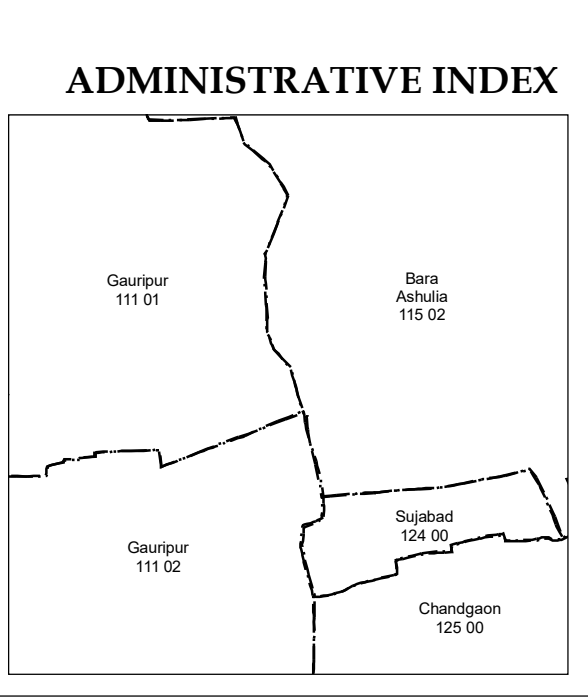 ADMINISTRATIVE INDEX
Gauripur
111 01
Bara
Ashulia
115 02
Sujabad
124 00
Gauripur
111 02
Chandgaon
125 00